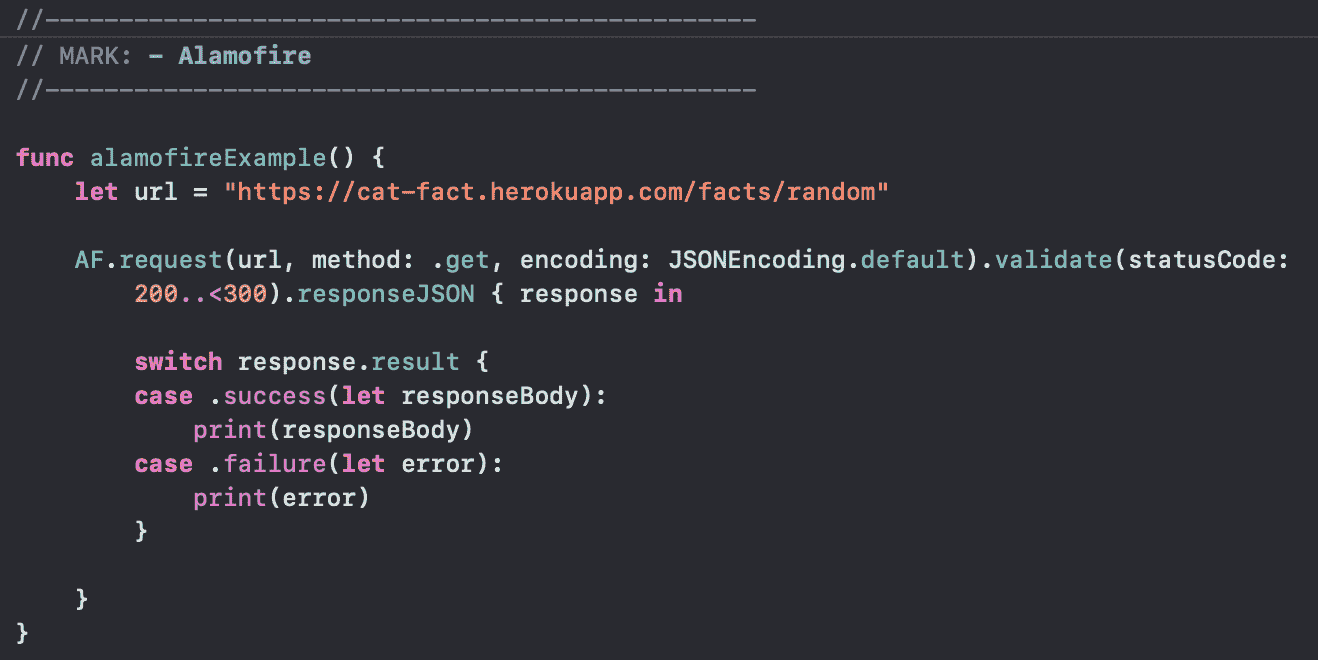 //------------------------------------------------
// MARK: - Alamofire
//------------------------------------------------
func alamofireExample() {
    let url = "https://cat-fact.herokuapp.com/facts/random"
    AF.request(url, method: .get, encoding: JSONEncoding.default).validate(statusCode:
        200..<300).responseJSON { response in
        switch response.result {
        case .success(let responseBody):
            print(responseBody)
        case .failure(let error):
            print(error)
        }
    }
}